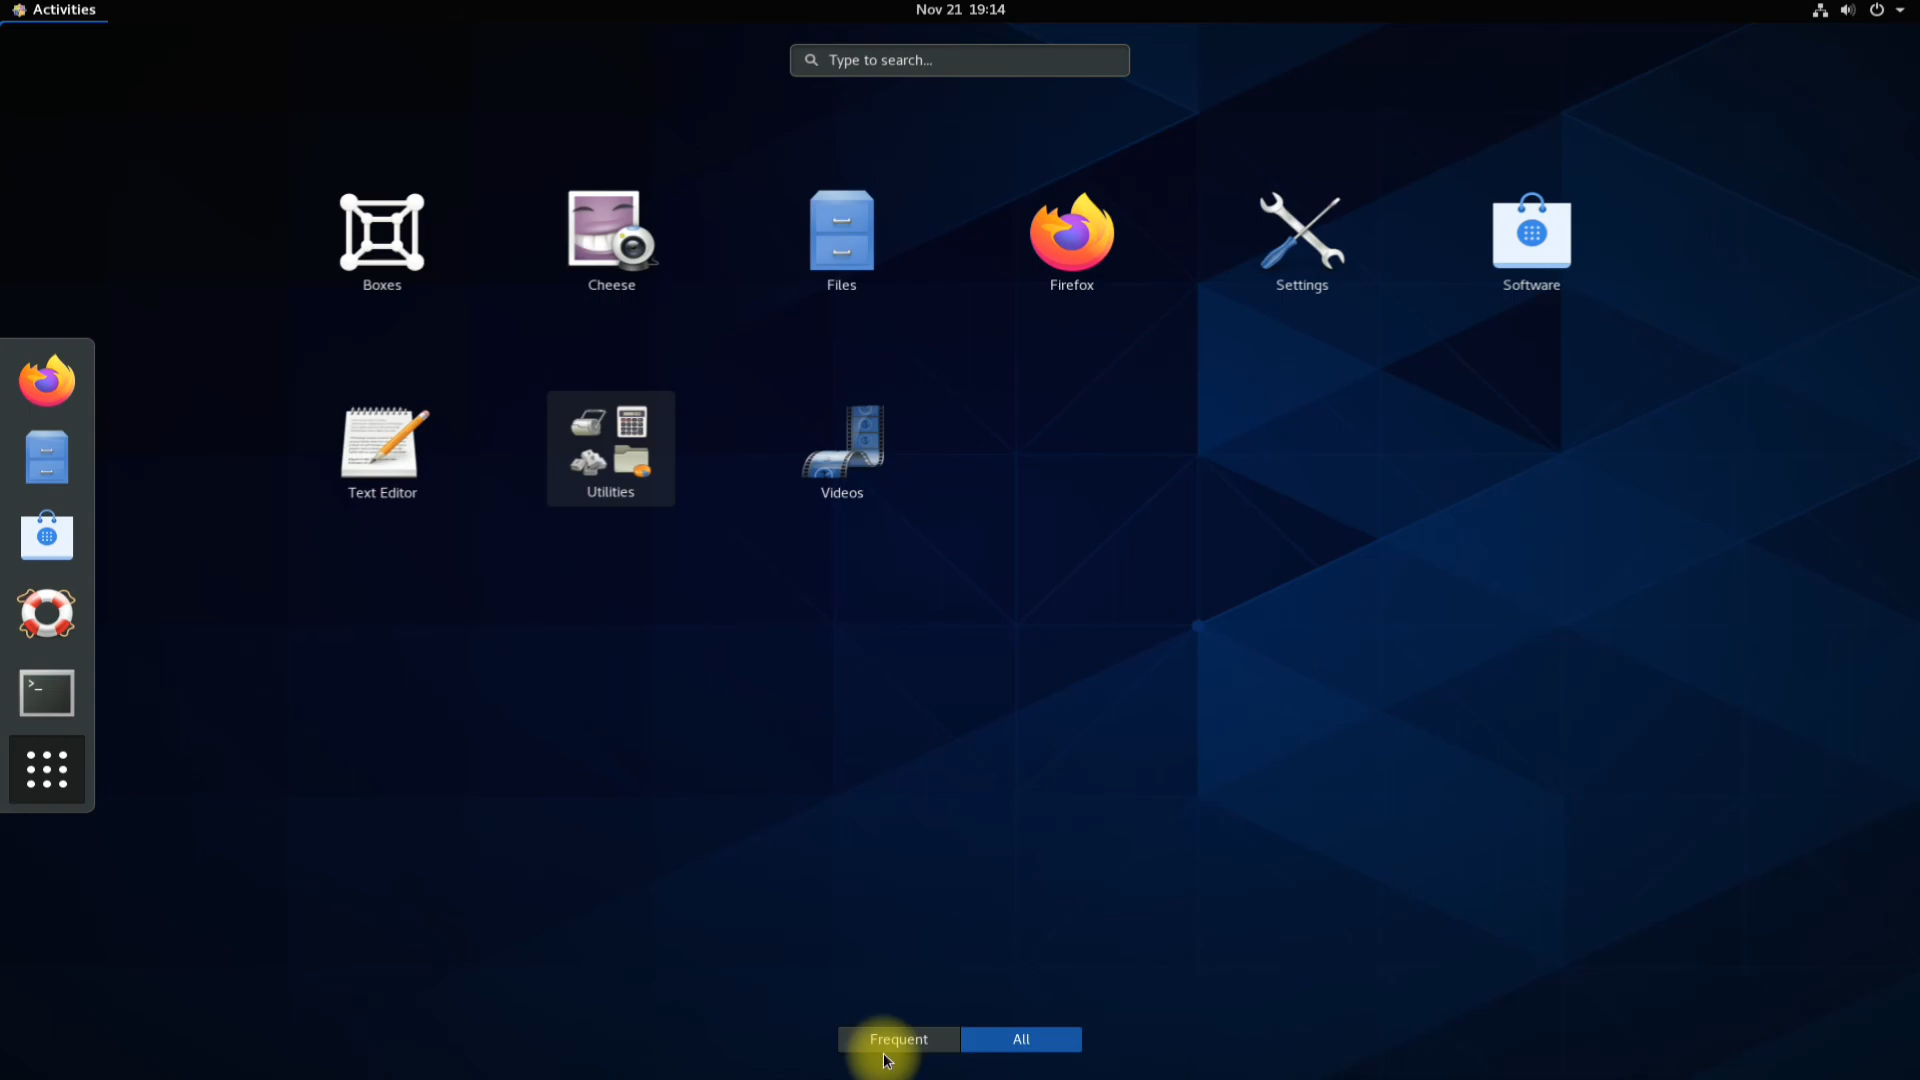 Activities
Nov 21 19:14
Type to search...
Boxes
Cheese
Files
Firefox
Settings
Software
Text Editor
Utilities
Videos
>_
Frequent
All